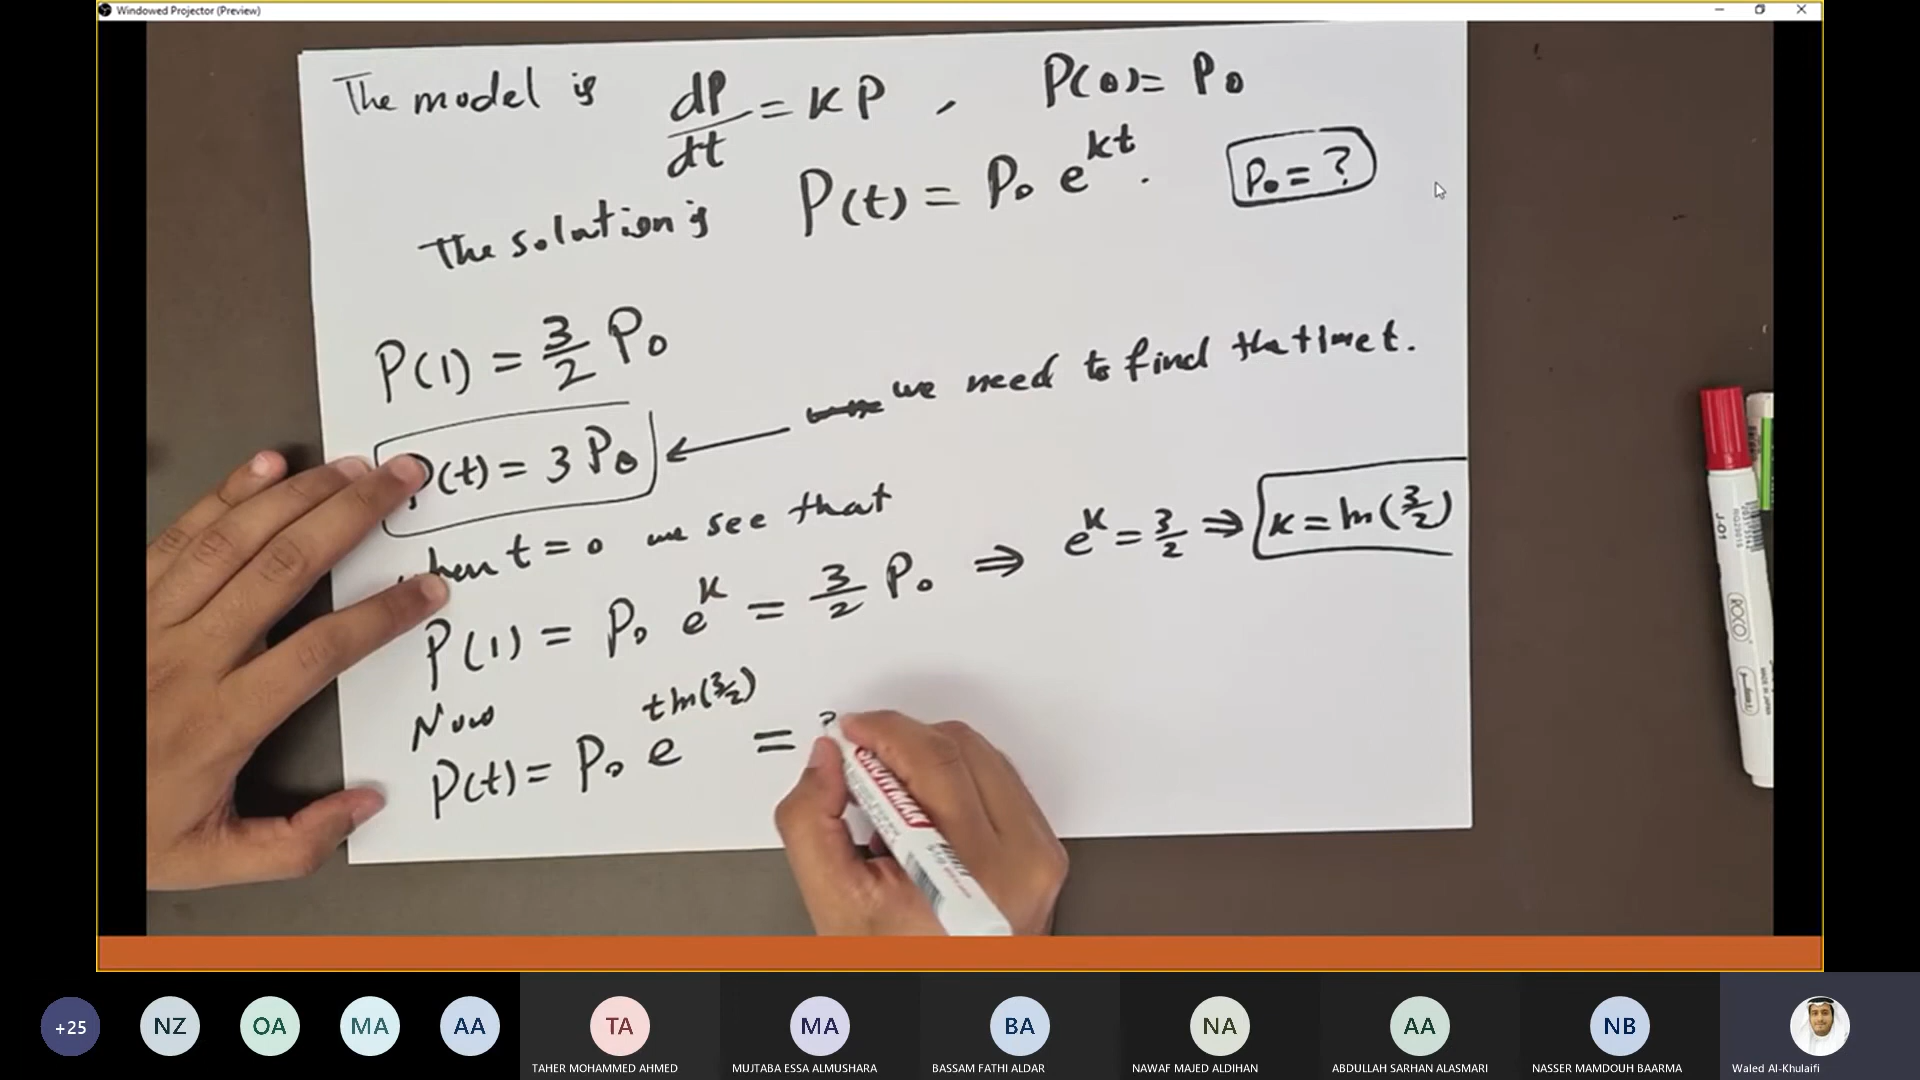 Windowed Projector (Preview)
The model is dP/dt = KP , P(0) = P0
The solution is P(t) = P0 e^kt . P0 = ?
P(1) = 3/2 P0
P(t) = 3 P0 we need to find the time t.
when t = 0 we see that
P(1) = P0 e^K = 3/2 P0 ⇒ e^K = 3/2 ⇒ K = ln(3/2)
Now
P(t) = P0 e^t ln(3/2) =
SNOWMAN
J-01
ROCO
+25
NZ
OA
MA
AA
TA
MA
BA
NA
AA
NB
TAHER MOHAMMED AHMED
MUJTABA ESSA ALMUSHARA
BASSAM FATHI ALDAR
NAWAF MAJED ALDIHAN
ABDULLAH SARHAN ALASMARI
NASSER MAMDOUH BAARMA
Waled Al-Khulaifi